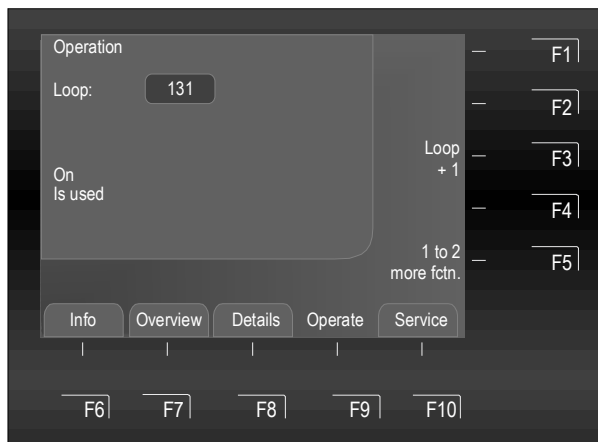 Operation
F1
Loop: 131
F2
Loop
+ 1
F3
On
Is used
F4
1 to 2
more fctn.
F5
Info Overview Details Operate Service
F6 F7 F8 F9 F10